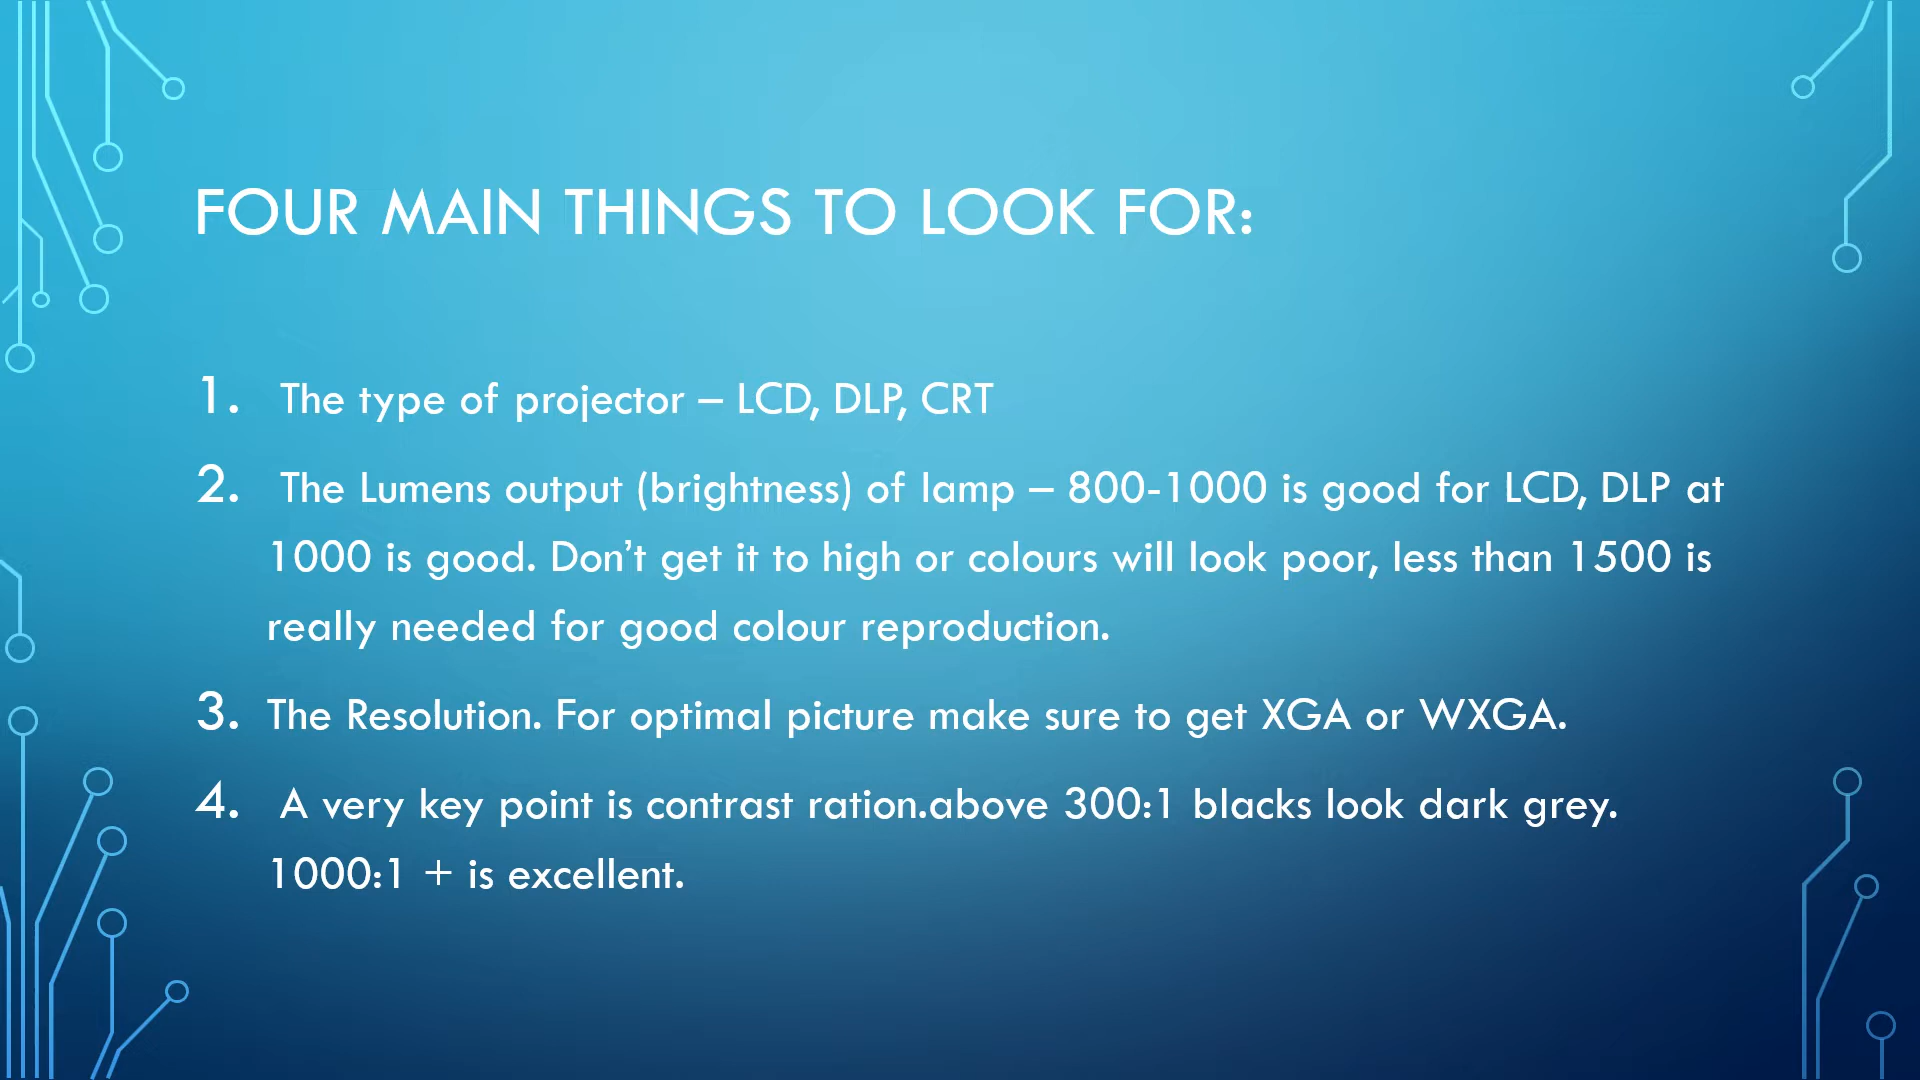 FOUR MAIN THINGS TO LOOK FOR:
1. The type of projector – LCD, DLP, CRT
2. The Lumens output (brightness) of lamp – 800-1000 is good for LCD, DLP at
1000 is good. Don’t get it to high or colours will look poor, less than 1500 is
really needed for good colour reproduction.
3. The Resolution. For optimal picture make sure to get XGA or WXGA.
4. A very key point is contrast ration.above 300:1 blacks look dark grey.
1000:1 + is excellent.